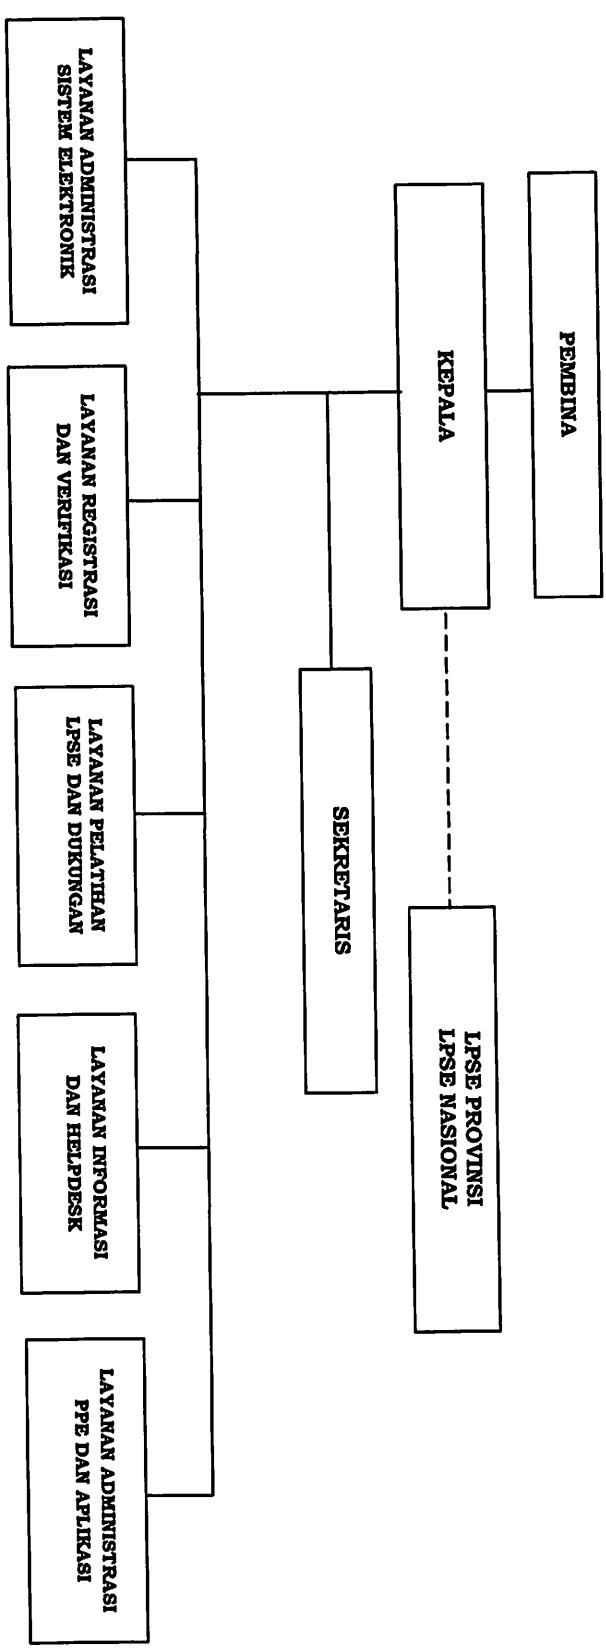 PEMBINA
KEPALA
LPSE PROVINSI
LPSE NASIONAL
SEKRETARIS
LAYANAN ADMINISTRASI
SISTEM ELEKTRONIK
LAYANAN REGISTRASI
DAN VERIFIKASI
LAYANAN PELATIHAN
LPSE DAN DUKUNGAN
LAYANAN INFORMASI
DAN HELPDESK
LAYANAN ADMINISTRASI
PPE DAN APLIKASI